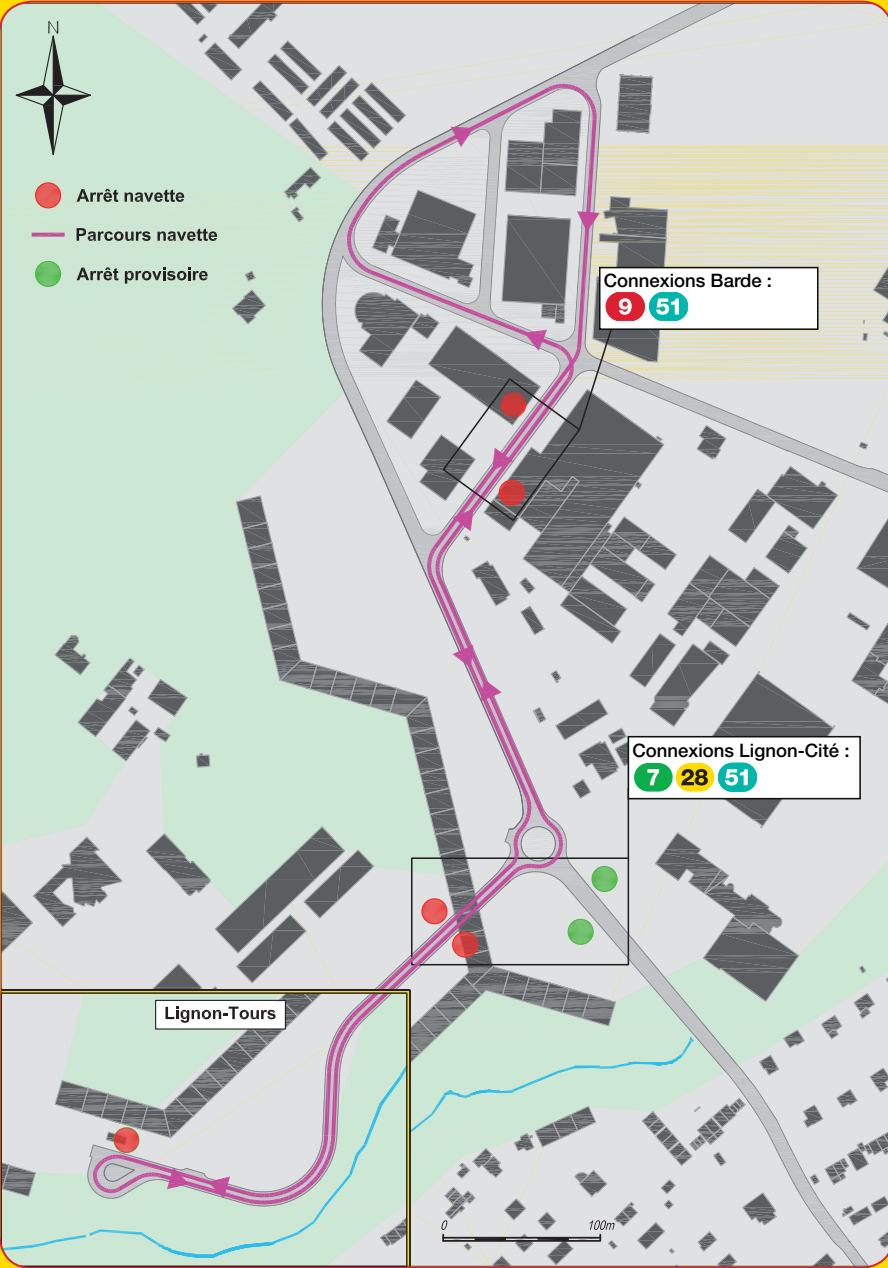 N
Arrêt navette
Parcours navette
Arrêt provisoire
Connexions Barde :
9 51
Connexions Lignon-Cité :
7 28 51
Lignon-Tours
0 100m